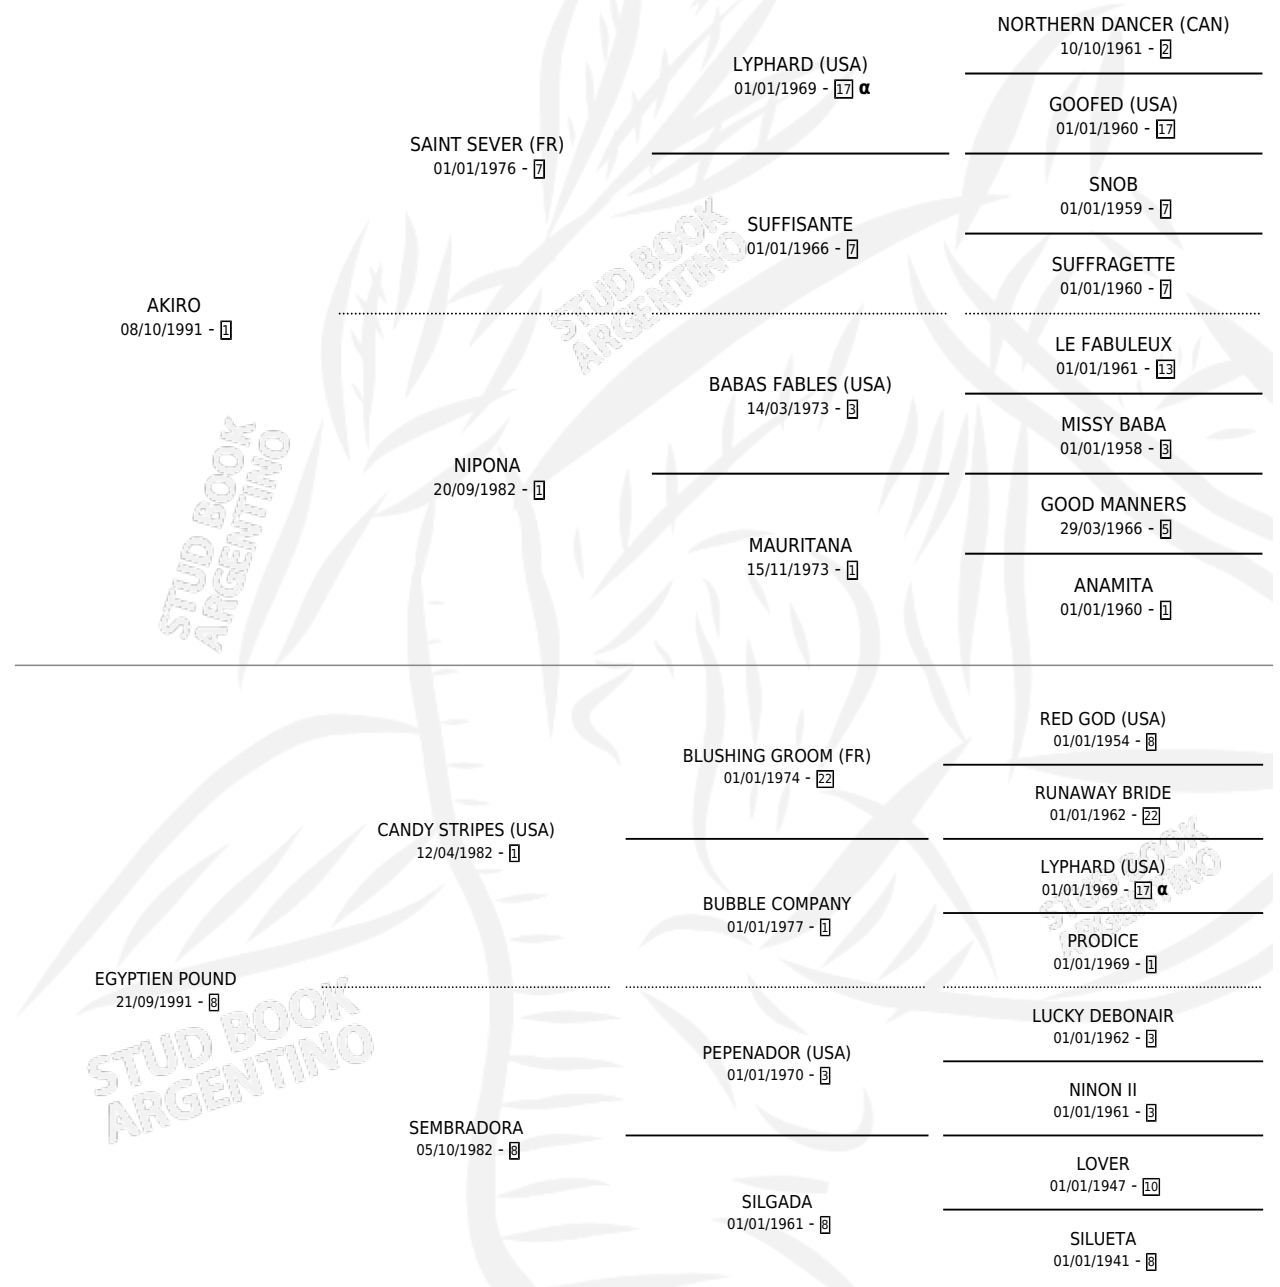 NORTHERN DANCER (CAN)
10/10/1961 - 2
LYPHARD (USA)
01/01/1969 - 17 α
GOOFED (USA)
01/01/1960 - 17
SAINT SEVER (FR)
01/01/1976 - 7
SNOB
01/01/1959 - 7
SUFFISANTE
01/01/1966 - 7
SUFFRAGETTE
01/01/1960 - 7
AKIRO
08/10/1991 - 1
LE FABULEUX
01/01/1961 - 13
BABAS FABLES (USA)
14/03/1973 - 3
MISSY BABA
01/01/1958 - 3
NIPONA
20/09/1982 - 1
GOOD MANNERS
29/03/1966 - 5
MAURITANA
15/11/1973 - 1
ANAMITA
01/01/1960 - 1
STUD BOOK
ARGENTINO
STUD BOOK
ARGENTINO
RED GOD (USA)
01/01/1954 - 8
BLUSHING GROOM (FR)
01/01/1974 - 22
RUNAWAY BRIDE
01/01/1962 - 22
CANDY STRIPES (USA)
12/04/1982 - 1
LYPHARD (USA)
01/01/1969 - 17 α
BUBBLE COMPANY
01/01/1977 - 1
PRODICE
01/01/1969 - 1
EGYPTIEN POUND
21/09/1991 - 8
LUCKY DEBONAIR
01/01/1962 - 3
PEPENADOR (USA)
01/01/1970 - 3
NINON II
01/01/1961 - 3
SEMBRADORA
05/10/1982 - 8
LOVER
01/01/1947 - 10
SILGADA
01/01/1961 - 8
SILUETA
01/01/1941 - 8
STUD BOOK
ARGENTINO
STUD BOOK
ARGENTINO